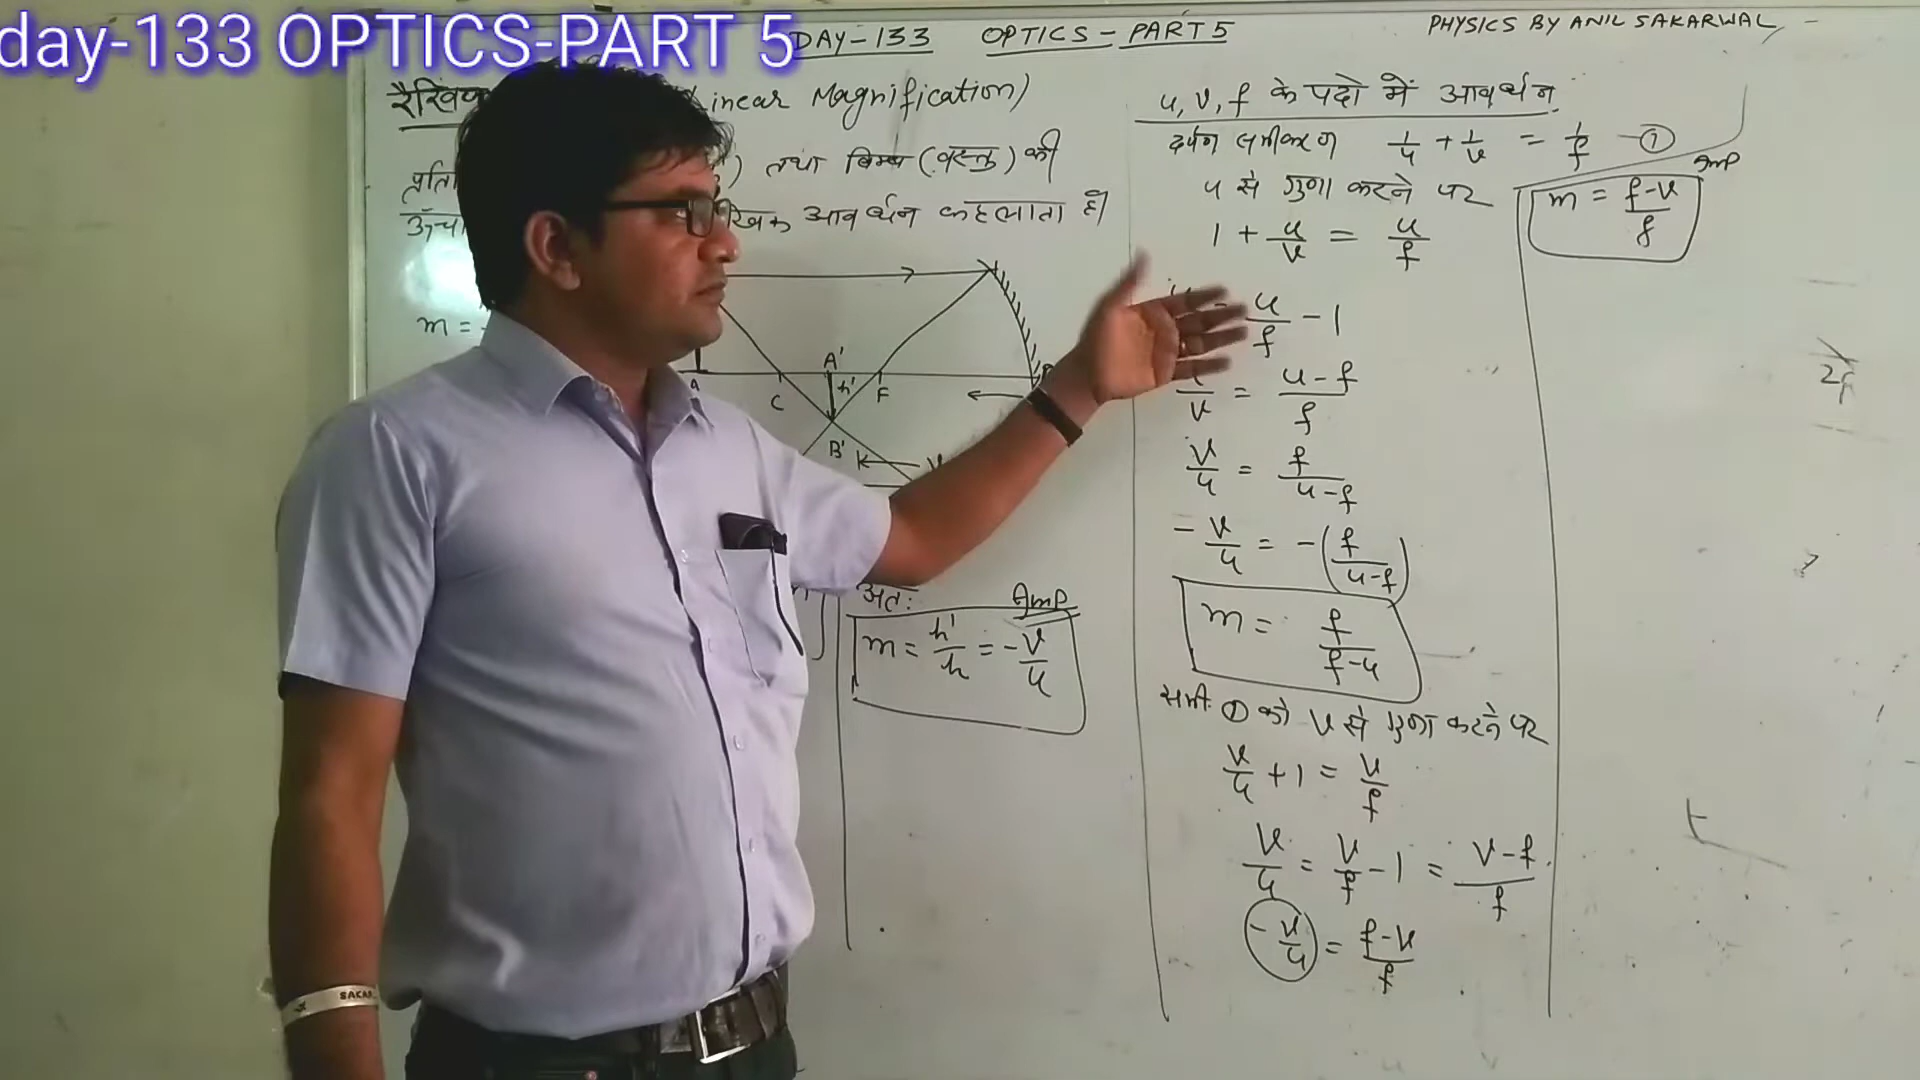 day-133 OPTICS-PART 5
DAY-133 OPTICS-PART 5
PHYSICS BY ANIL SAKARWAL
Linear Magnification)
तथा बिम्ब (वस्तु) की
आवर्धन कहलाता है।
m =
A
C
A'
h'
F
B'
अतः
Imp
m = h'/h = -v/u
u, v, f के पदो में आवर्धन
दर्पण समीकरण 1/u + 1/v = 1/f - ①
u से गुणा करने पर
1 + u/v = u/f
= u/f - 1
v = u-f/f
v/u = f/u-f
-v/u = -(f/u-f)
m = f/f-u
समी. ① को v से गुणा करने पर
v/u + 1 = v/f
v/u = v/f - 1 = v-f/f
-v/u = f-v/f
Imp
m = f-v/f
2f
SAKAR